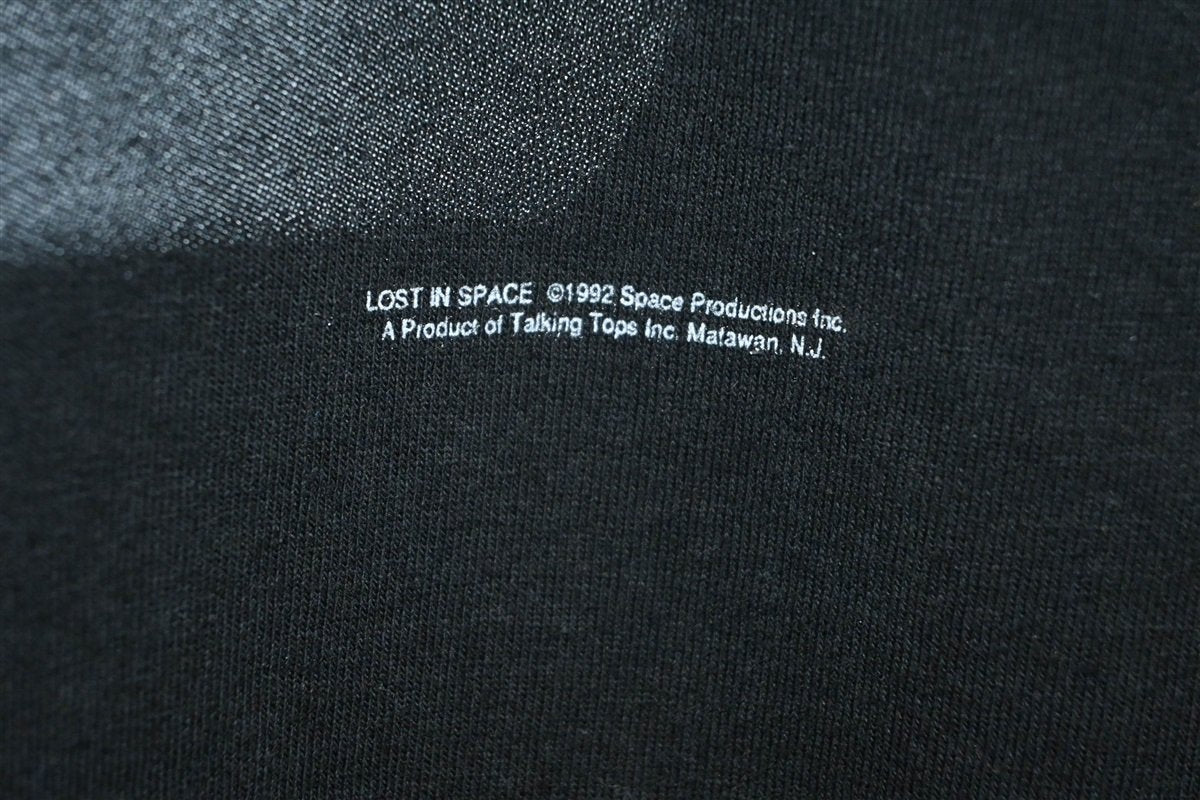 LOST IN SPACE ©1992 Space Productions Inc.
A Product of Talking Tops Inc. Matawan, N.J.